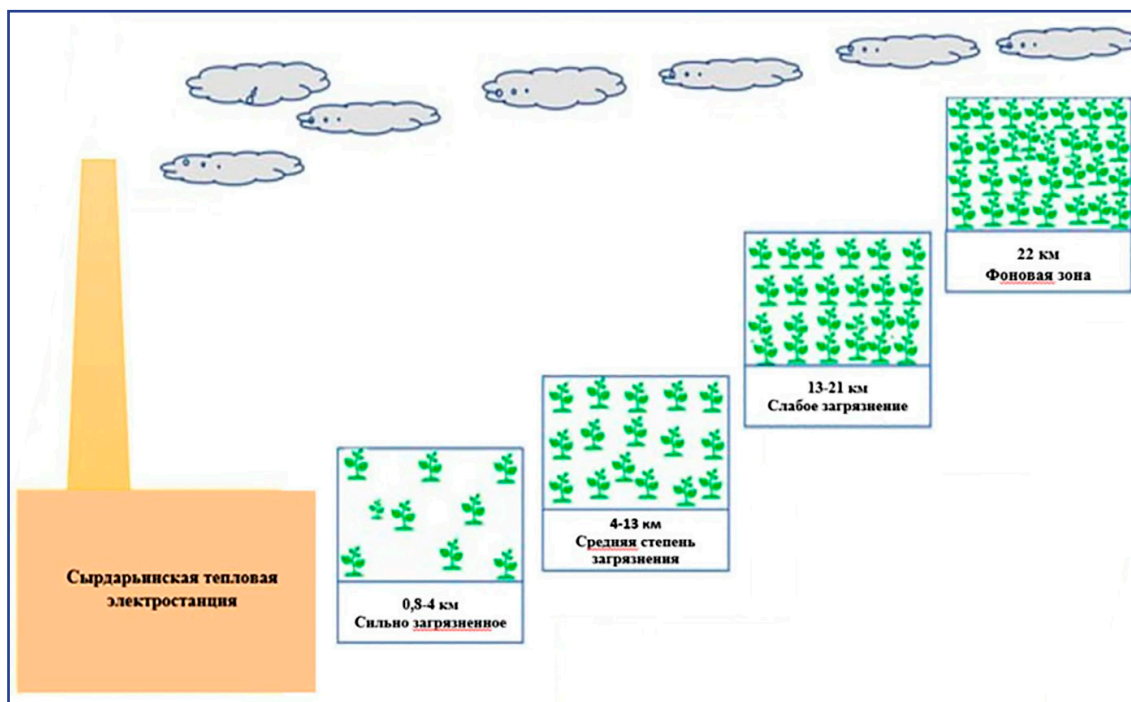 22 км
Фоновая зона
13-21 км
Слабое загрязнение
4-13 км
Средняя степень
загрязнения
Сырдарьинская тепловая
электростанция
0,8-4 км
Сильно загрязненное